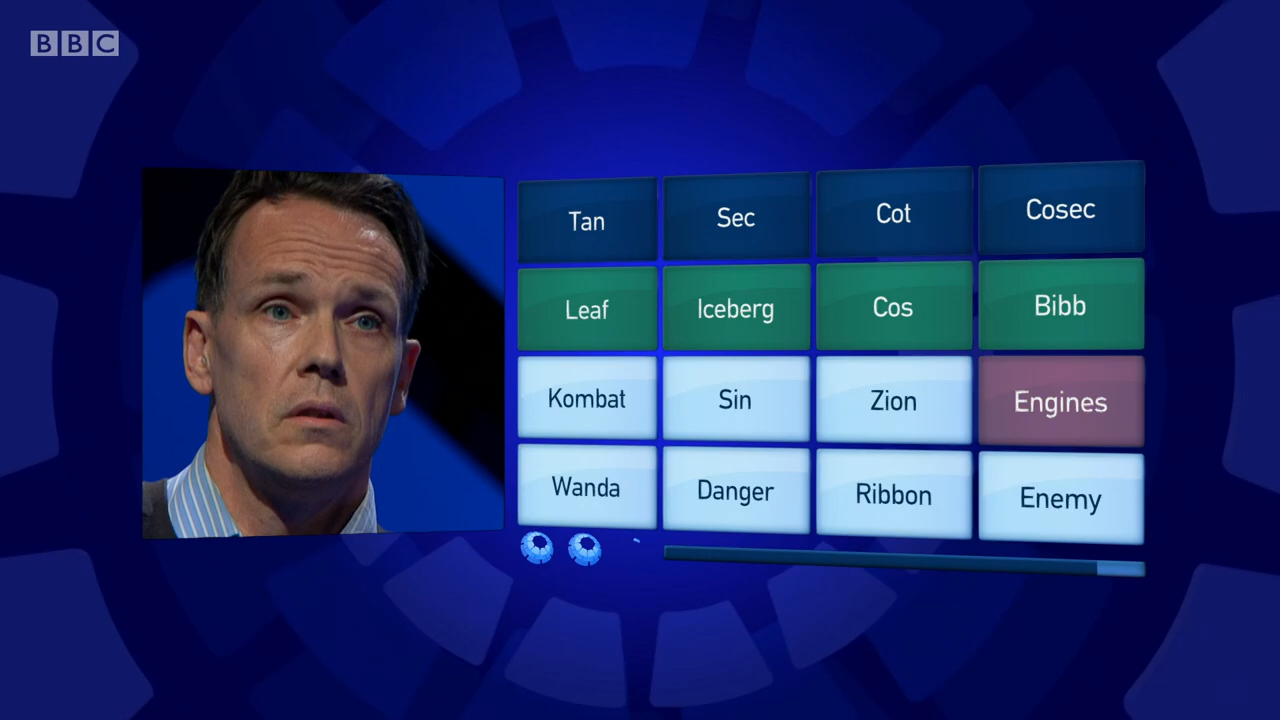 BBC
Tan Sec Cot Cosec
Leaf Iceberg Cos Bibb
Kombat Sin Zion Engines
Wanda Danger Ribbon Enemy